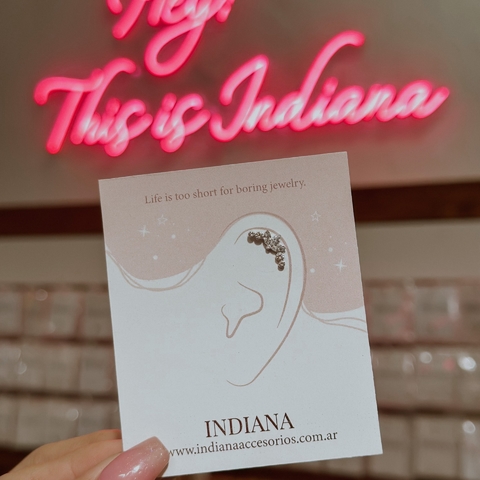 Hey!
This is Indiana
Life is too short for boring jewelry.
INDIANA
www.indianaaccesorios.com.ar